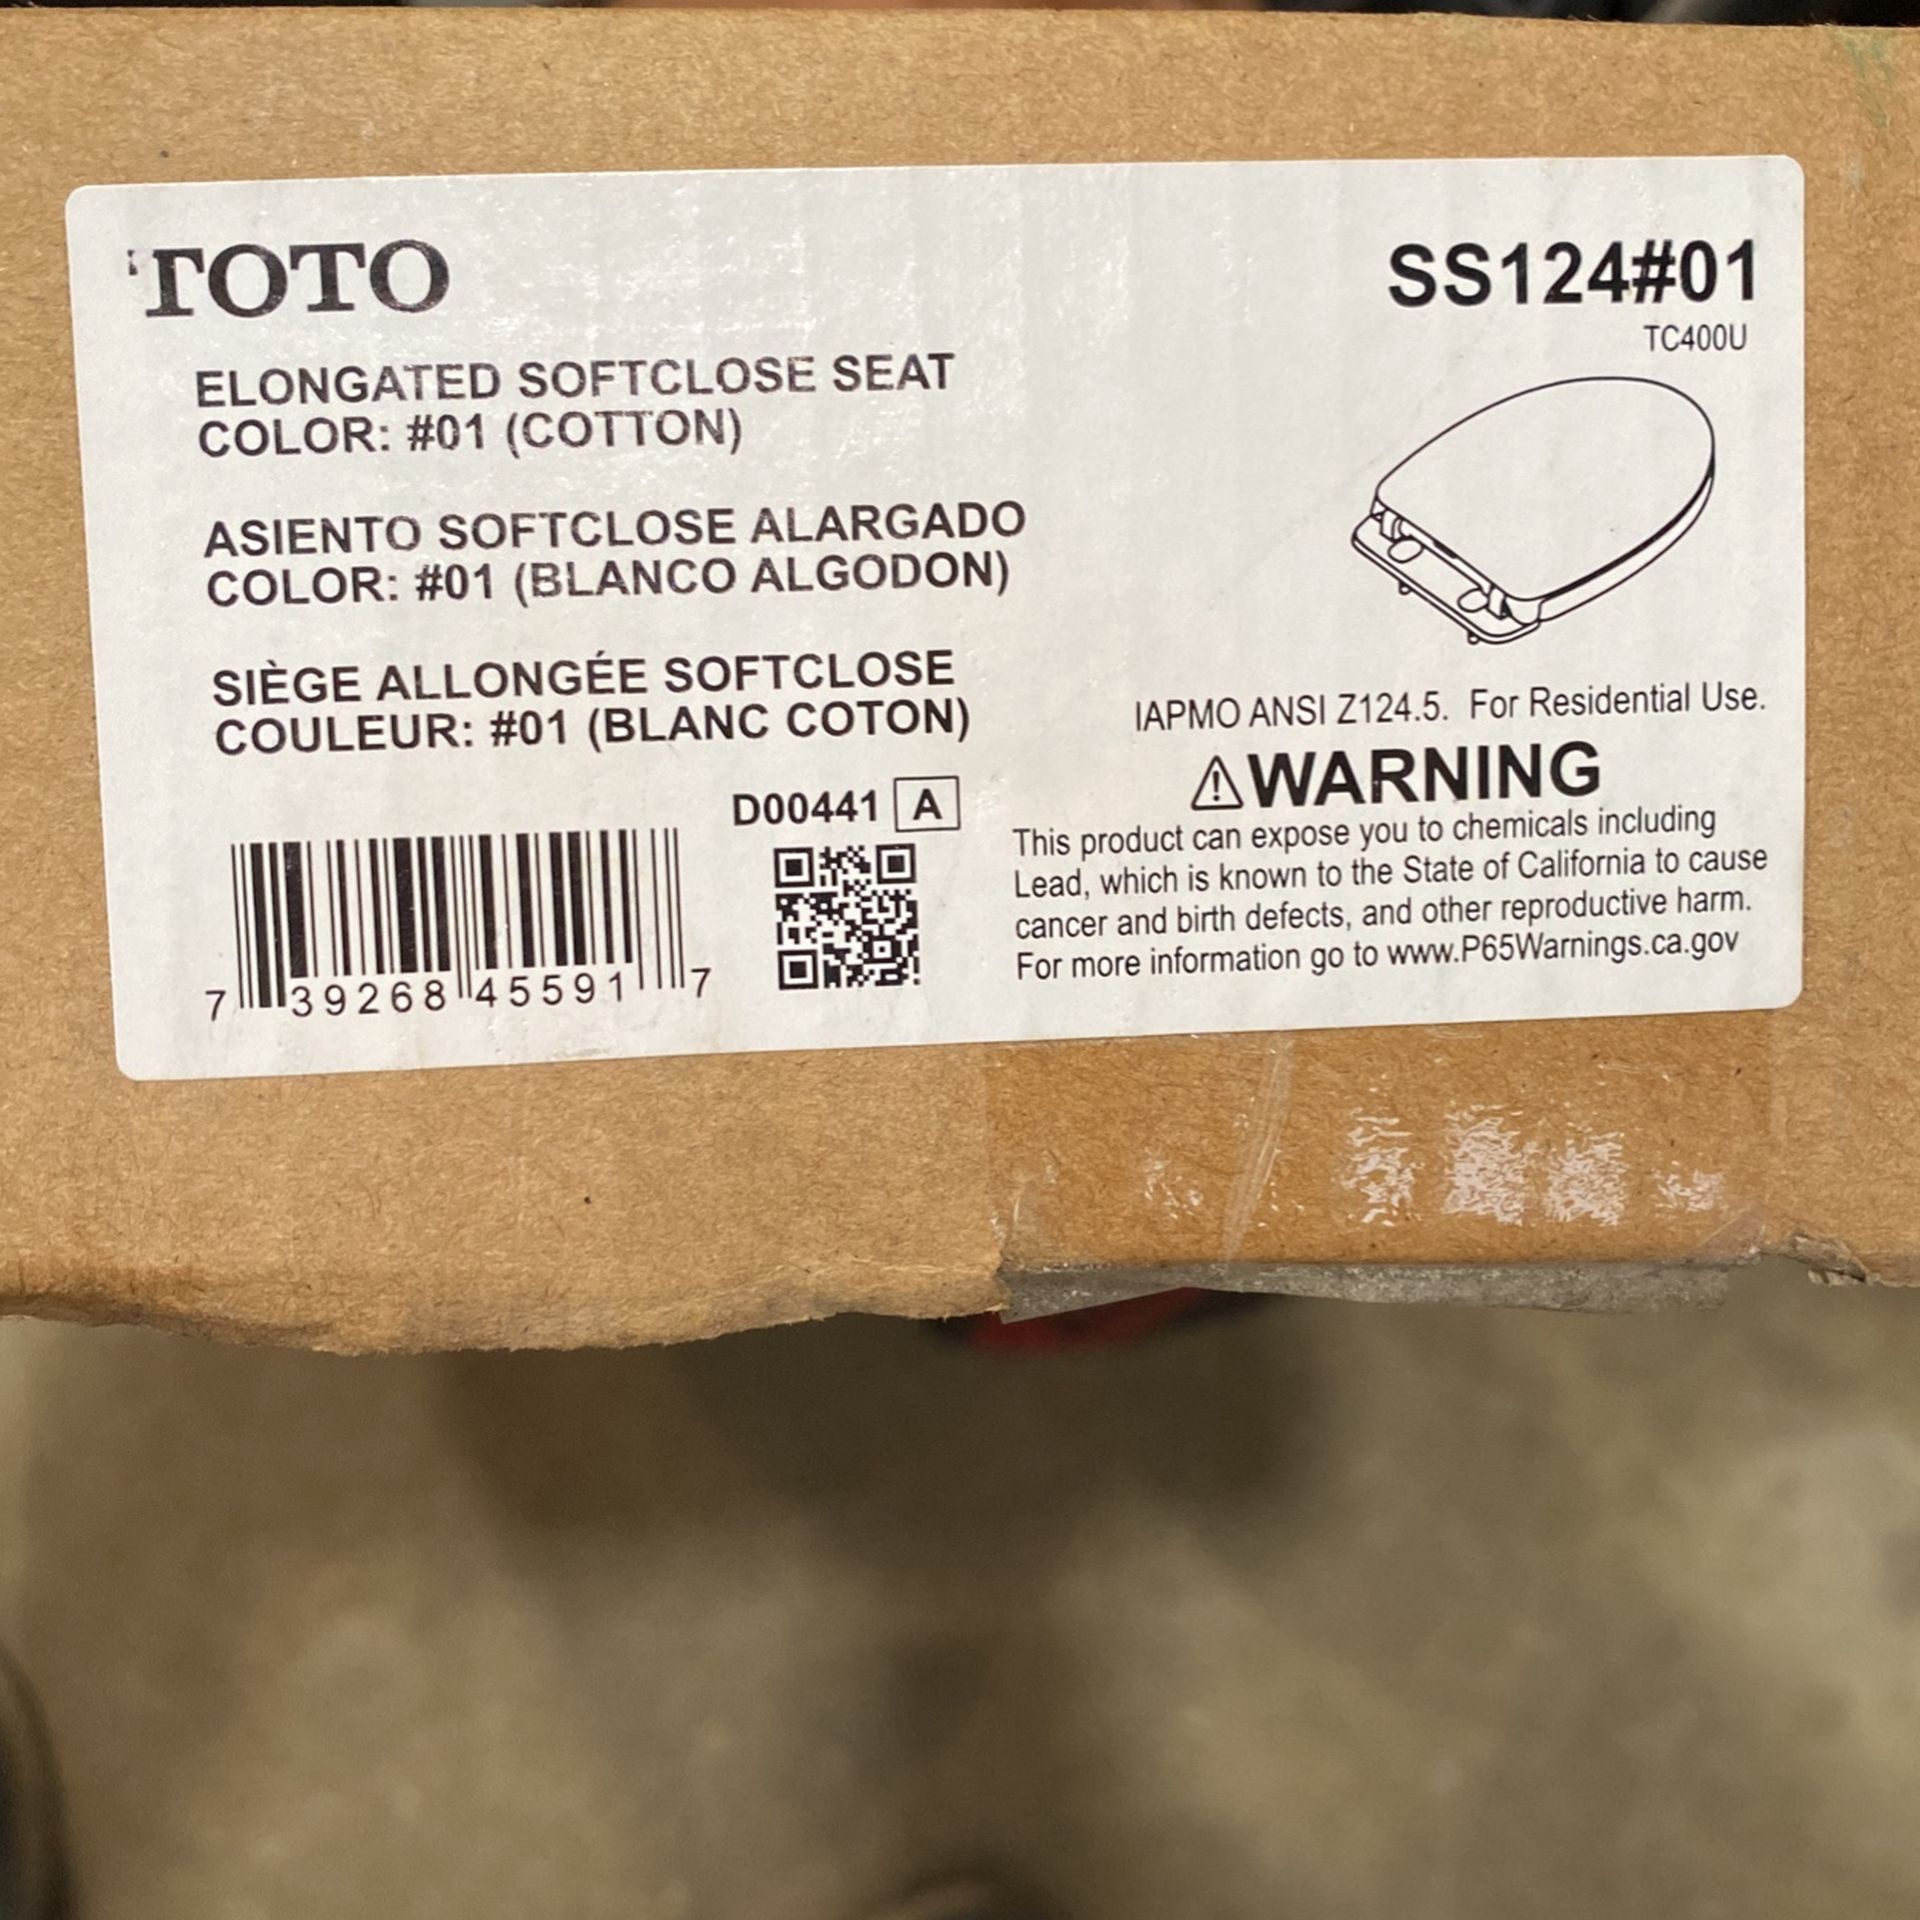 TOTO
SS124#01
TC400U
ELONGATED SOFTCLOSE SEAT
COLOR: #01 (COTTON)
ASIENTO SOFTCLOSE ALARGADO
COLOR: #01 (BLANCO ALGODON)
SIÈGE ALLONGÉE SOFTCLOSE
COULEUR: #01 (BLANC COTON)
D00441 A
7 39268 45591 7
IAPMO ANSI Z124.5. For Residential Use.
⚠WARNING
This product can expose you to chemicals including
Lead, which is known to the State of California to cause
cancer and birth defects, and other reproductive harm.
For more information go to www.P65Warnings.ca.gov